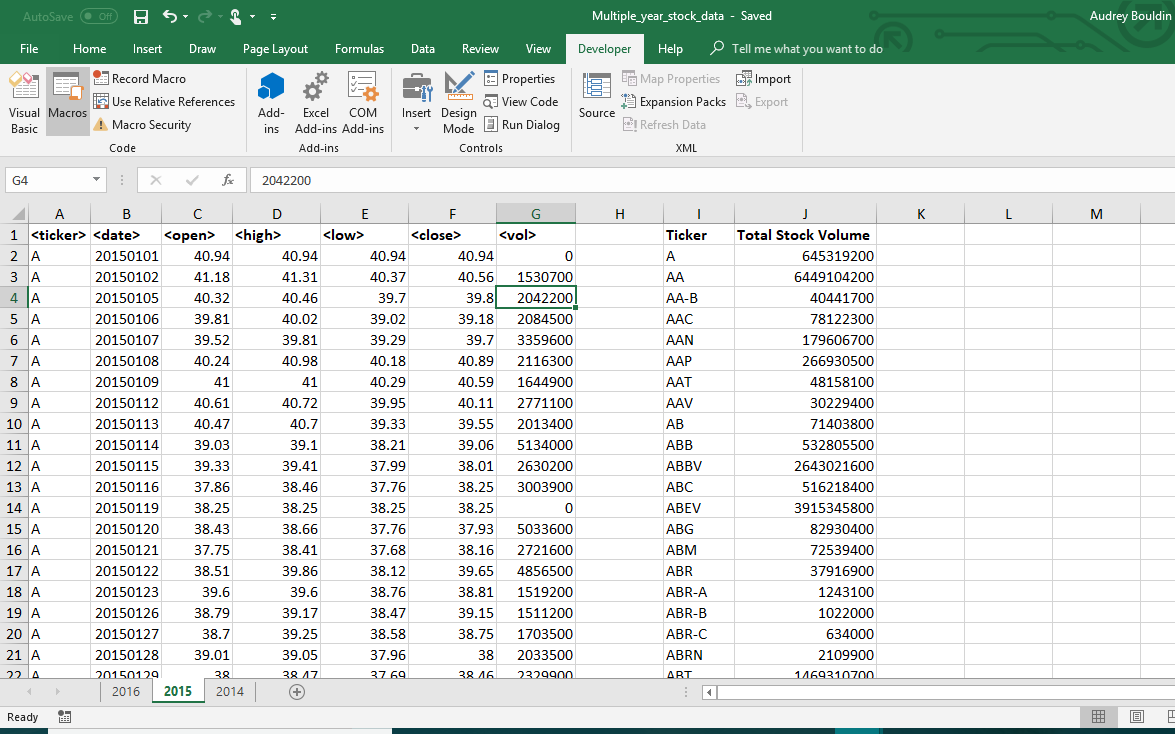 AutoSave Off Multiple_year_stock_data - Saved Audrey Bouldin
File Home Insert Draw Page Layout Formulas Data Review View Developer Help Tell me what you want to do
Visual Basic
Macros
Record Macro
Use Relative References
Macro Security
Code
Add-ins
Excel Add-ins
COM Add-ins
Add-ins
Insert
Design Mode
Properties
View Code
Run Dialog
Controls
Source
Map Properties
Expansion Packs
Refresh Data
Import
Export
XML
G4 fx 2042200
A B C D E F G H I J K L M
1 <ticker> <date> <open> <high> <low> <close> <vol> Ticker Total Stock Volume
2 A 20150101 40.94 40.94 40.94 40.94 0 A 645319200
3 A 20150102 41.18 41.31 40.37 40.56 1530700 AA 6449104200
4 A 20150105 40.32 40.46 39.7 39.8 2042200 AA-B 40441700
5 A 20150106 39.81 40.02 39.02 39.18 2084500 AAC 78122300
6 A 20150107 39.52 39.81 39.29 39.7 3359600 AAN 179606700
7 A 20150108 40.24 40.98 40.18 40.89 2116300 AAP 266930500
8 A 20150109 41 41 40.29 40.59 1644900 AAT 48158100
9 A 20150112 40.61 40.72 39.95 40.11 2771100 AAV 30229400
10 A 20150113 40.47 40.7 39.33 39.55 2013400 AB 71403800
11 A 20150114 39.03 39.1 38.21 39.06 5134000 ABB 532805500
12 A 20150115 39.33 39.41 37.99 38.01 2630200 ABBV 2643021600
13 A 20150116 37.86 38.46 37.76 38.25 3003900 ABC 516218400
14 A 20150119 38.25 38.25 38.25 38.25 0 ABEV 3915345800
15 A 20150120 38.43 38.66 37.76 37.93 5033600 ABG 82930400
16 A 20150121 37.75 38.41 37.68 38.16 2721600 ABM 72539400
17 A 20150122 38.51 39.86 38.12 39.65 4856500 ABR 37916900
18 A 20150123 39.6 39.6 38.76 38.81 1519200 ABR-A 1243100
19 A 20150126 38.79 39.17 38.47 39.15 1511200 ABR-B 1022000
20 A 20150127 38.7 39.25 38.58 38.75 1703500 ABR-C 634000
21 A 20150128 39.01 39.05 37.96 38 2033500 ABRN 2109900
22 A 20150129 38 38.47 37.69 38.46 2329900 ABT 1469310700
2016 2015 2014
Ready